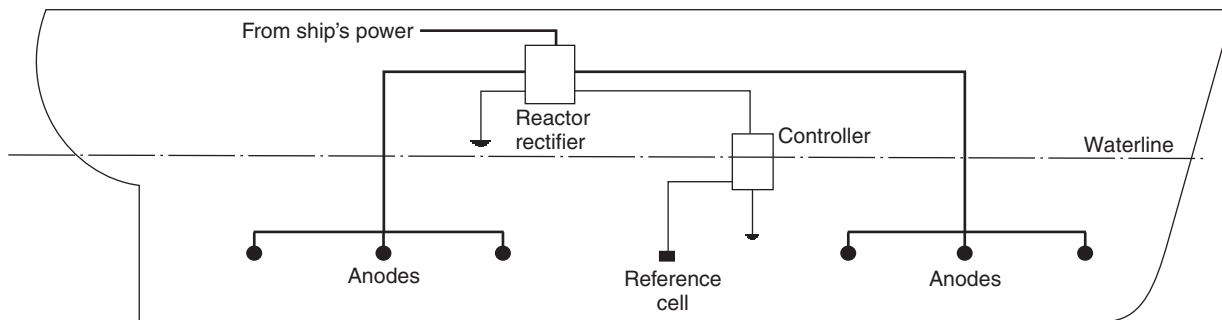 From ship's power
Reactor
rectifier
Controller
Waterline
Anodes
Reference
cell
Anodes